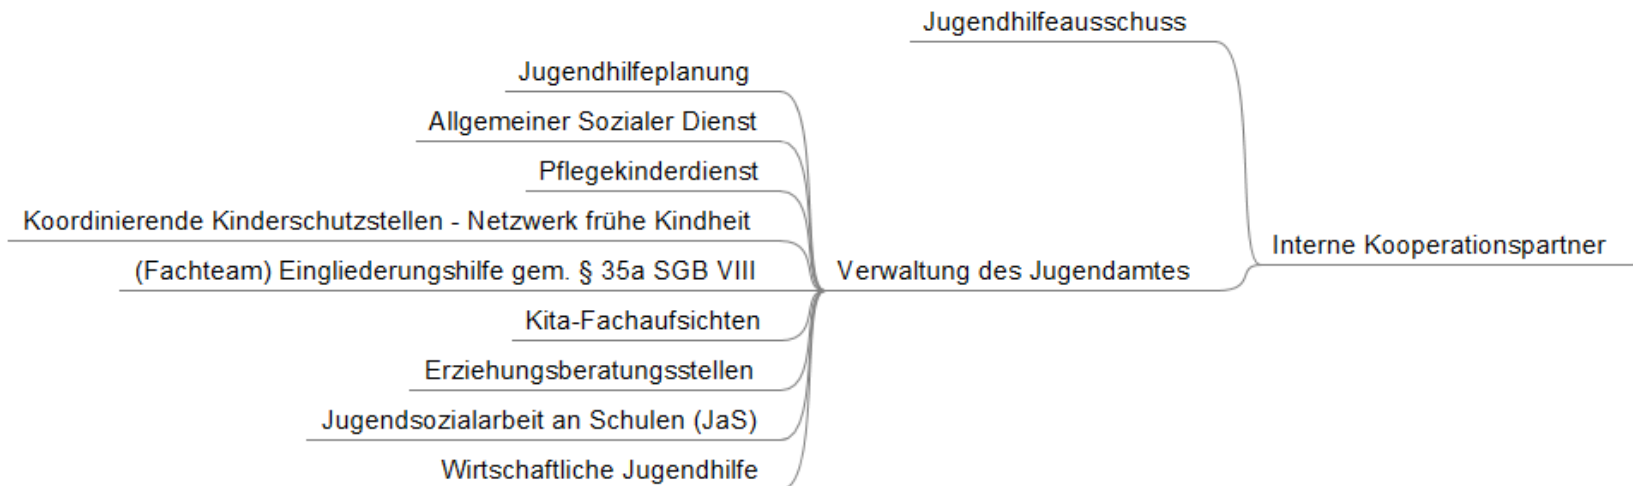 Jugendhilfeausschuss
Jugendhilfeplanung
Allgemeiner Sozialer Dienst
Pflegekinderdienst
Koordinierende Kinderschutzstellen - Netzwerk frühe Kindheit
Interne Kooperationspartner
(Fachteam) Eingliederungshilfe gem. § 35a SGB VIII
Verwaltung des Jugendamtes
Kita-Fachaufsichten
Erziehungsberatungsstellen
Jugendsozialarbeit an Schulen (JaS)
Wirtschaftliche Jugendhilfe